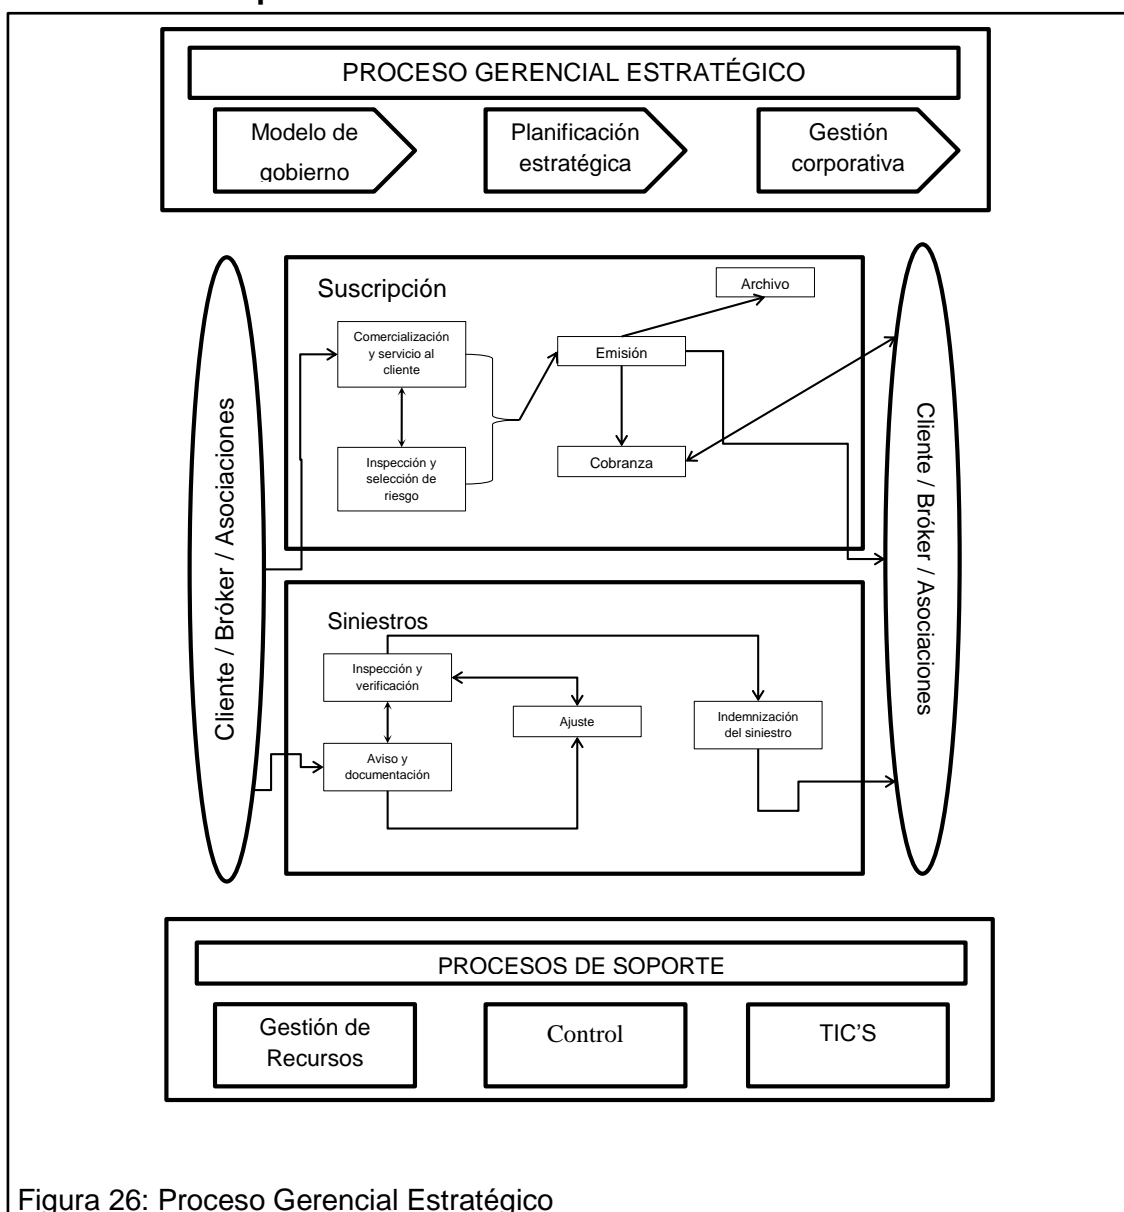 PROCESO GERENCIAL ESTRATÉGICO
Modelo de
gobierno
Planificación
estratégica
Gestión
corporativa
Cliente / Bróker / Asociaciones
Suscripción
Archivo
Comercialización
y servicio al
cliente
Emisión
Inspección y
selección de
riesgo
Cobranza
Cliente / Bróker / Asociaciones
Siniestros
Inspección y
verificación
Ajuste
Indemnización
del siniestro
Aviso y
documentación
PROCESOS DE SOPORTE
Gestión de
Recursos
Control
TIC'S
Figura 26: Proceso Gerencial Estratégico